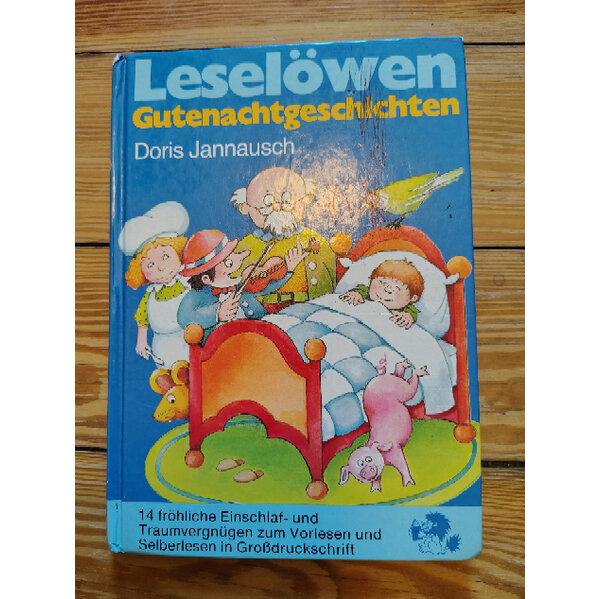 Leselöwen
Gutenachtgeschichten
Doris Jannausch
14 fröhliche Einschlaf- und
Traumvergnügen zum Vorlesen und
Selberlesen in Großdruckschrift